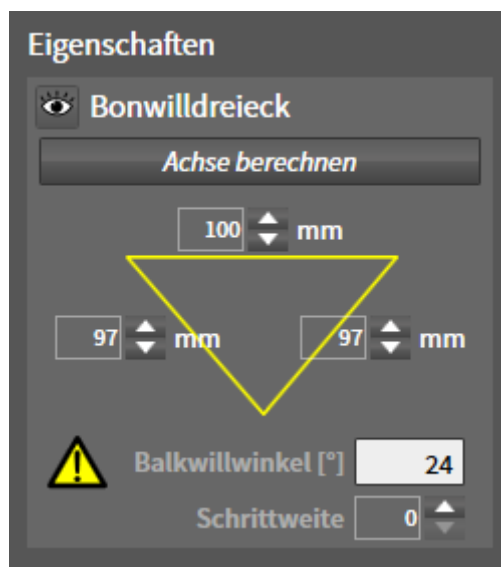 Eigenschaften
Bonwilldreieck
Achse berechnen
100 mm
97 mm 97 mm
Balkwillwinkel [°] 24
Schrittweite 0